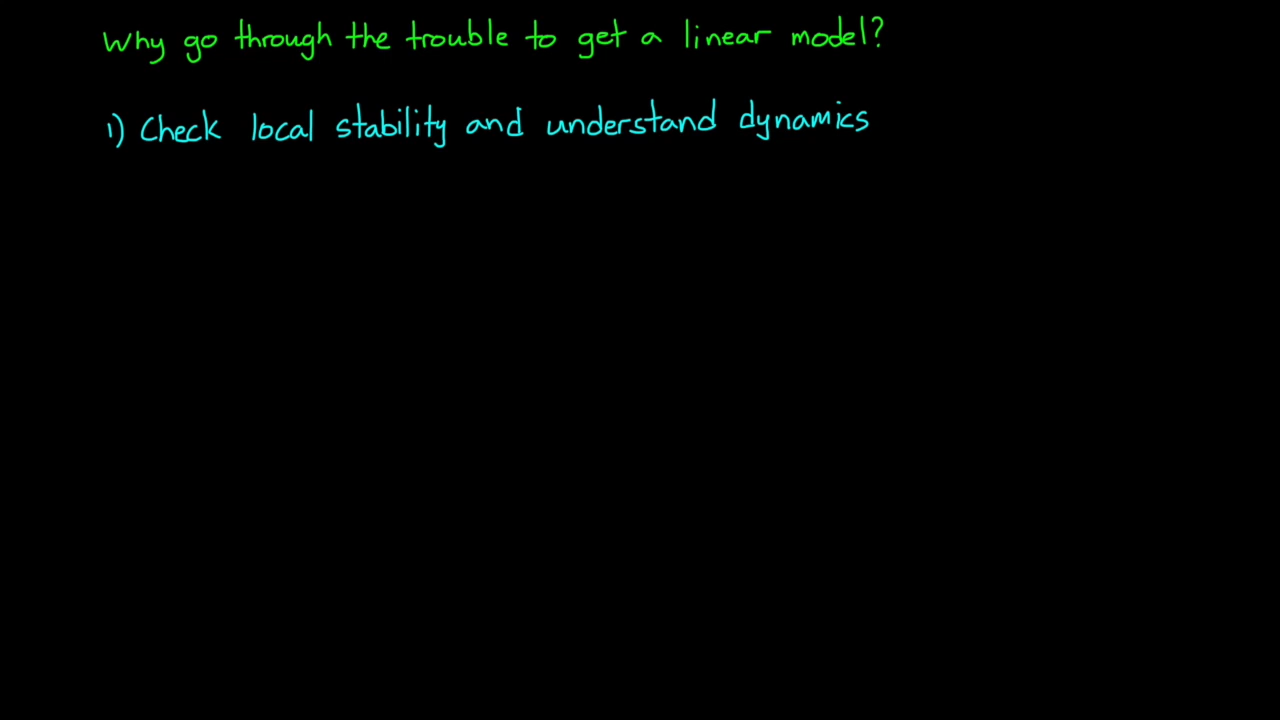 Why go through the trouble to get a linear model?
1) Check local stability and understand dynamics